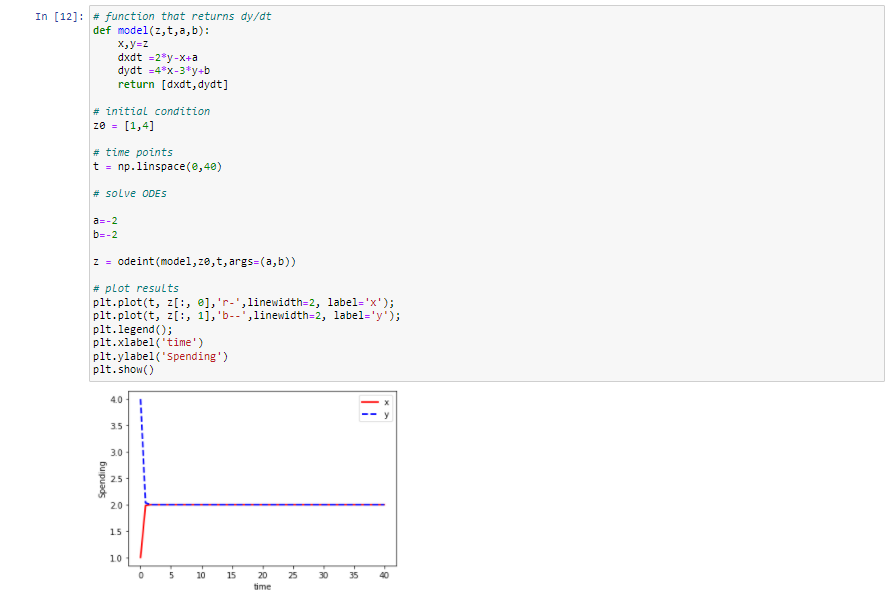 In [12]: # function that returns dy/dt
def model(z,t,a,b):
    x,y=z
    dxdt =2*y-x+a
    dydt =4*x-3*y+b
    return [dxdt,dydt]

# initial condition
z0 = [1,4]

# time points
t = np.linspace(0,40)

# solve ODEs

a=-2
b=-2

z = odeint(model,z0,t,args=(a,b))

# plot results
plt.plot(t, z[:, 0],'r-',linewidth=2, label='x');
plt.plot(t, z[:, 1],'b--',linewidth=2, label='y');
plt.legend();
plt.xlabel('time')
plt.ylabel('Spending')
plt.show()
4.0
3.5
3.0
2.5
2.0
1.5
1.0
Spending
x
y
0 5 10 15 20 25 30 35 40
time